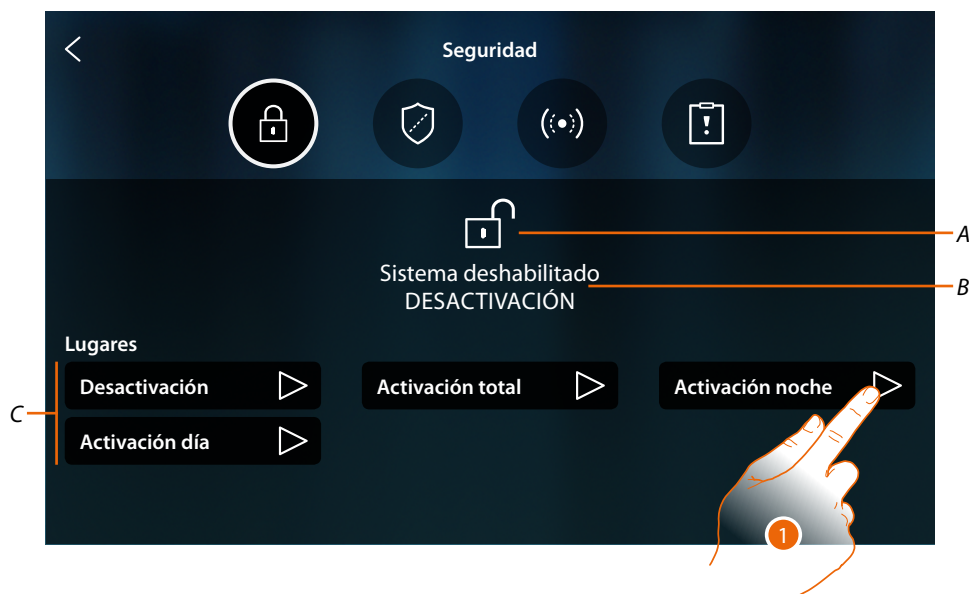 Seguridad
A
Sistema deshabilitado
B
DESACTIVACIÓN
Lugares
Desactivación
Activación total
Activación noche
C
Activación día
1